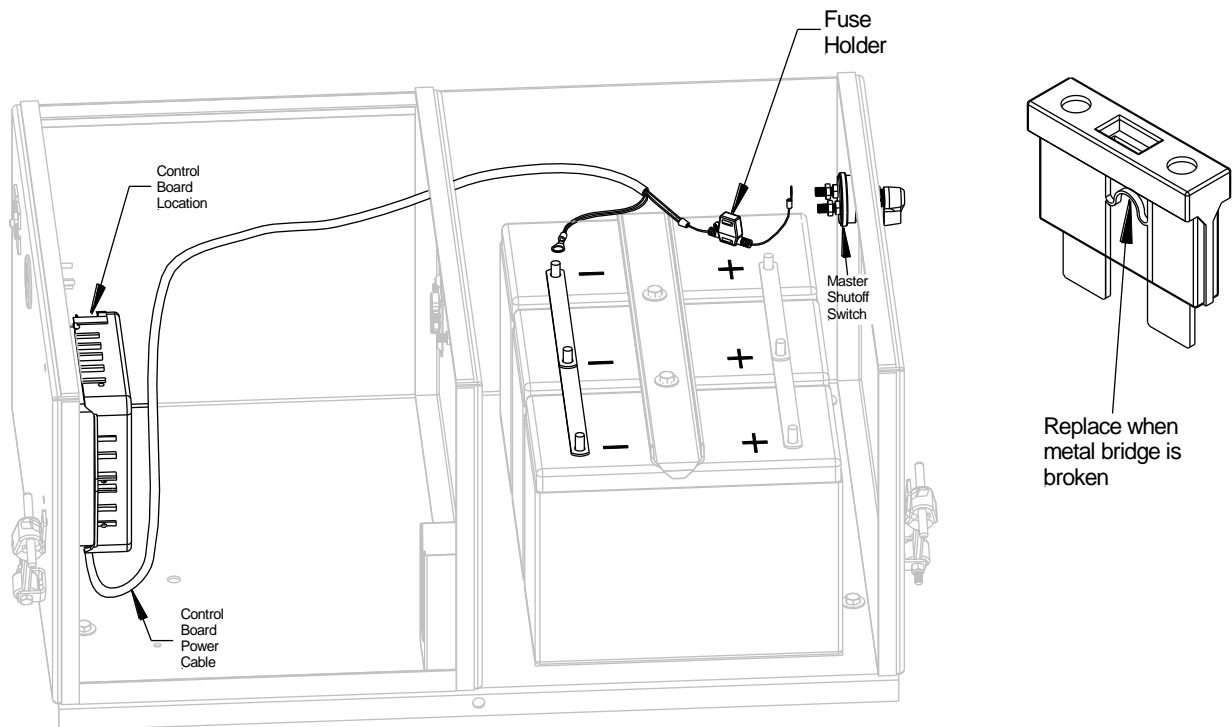 Fuse
Holder
Control
Board
Location
− +
Master
Shutoff
Switch
− +
− +
Replace when
metal bridge is
broken
Control
Board
Power
Cable